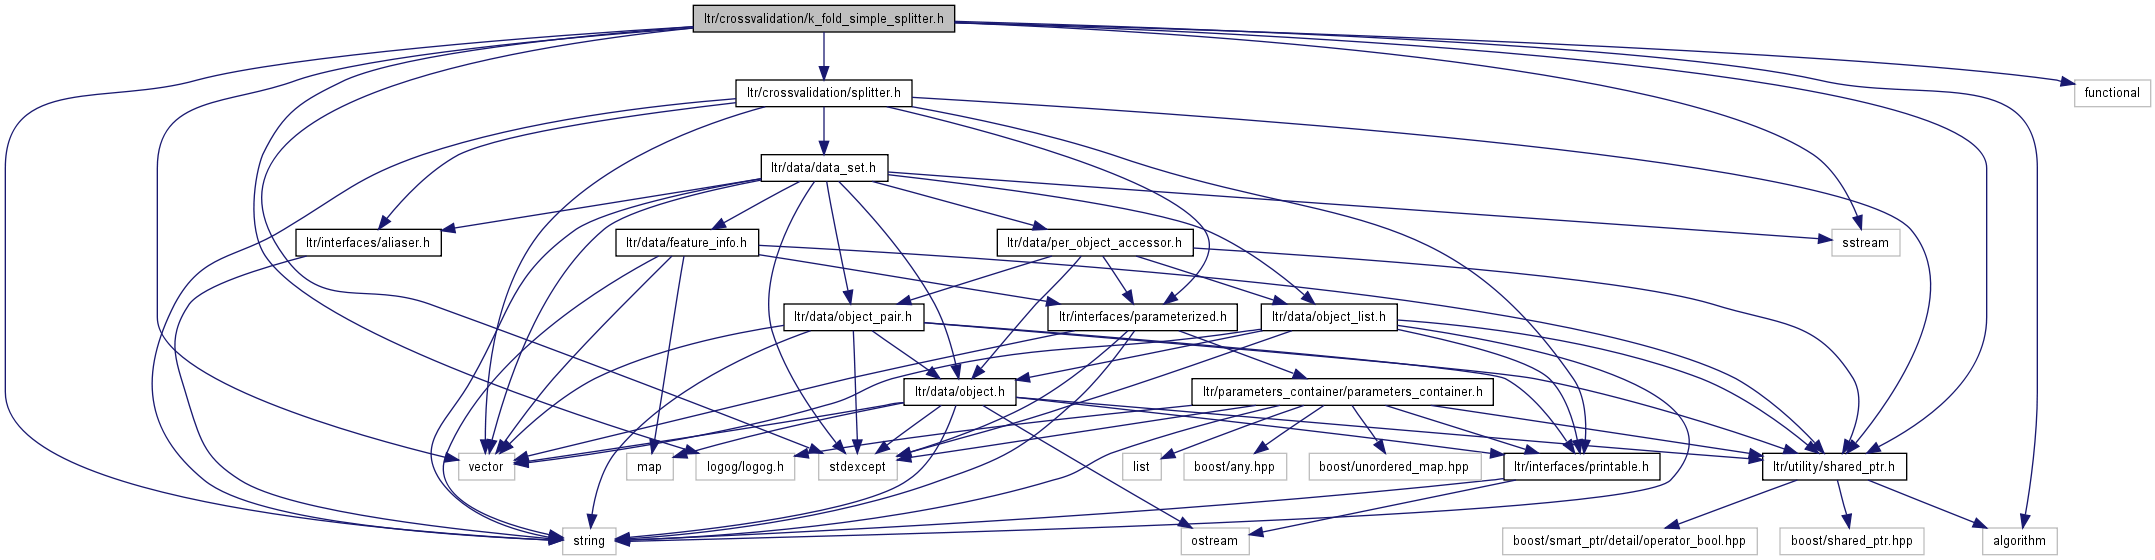 ltr/crossvalidation/k_fold_simple_splitter.h
ltr/crossvalidation/splitter.h
functional
ltr/data/data_set.h
ltr/interfaces/aliaser.h
ltr/data/feature_info.h
ltr/data/per_object_accessor.h
sstream
ltr/data/object_pair.h
ltr/interfaces/parameterized.h
ltr/data/object_list.h
ltr/data/object.h
ltr/parameters_container/parameters_container.h
vector
map
logog/logog.h
stdexcept
list
boost/any.hpp
boost/unordered_map.hpp
ltr/interfaces/printable.h
ltr/utility/shared_ptr.h
string
ostream
boost/smart_ptr/detail/operator_bool.hpp
boost/shared_ptr.hpp
algorithm